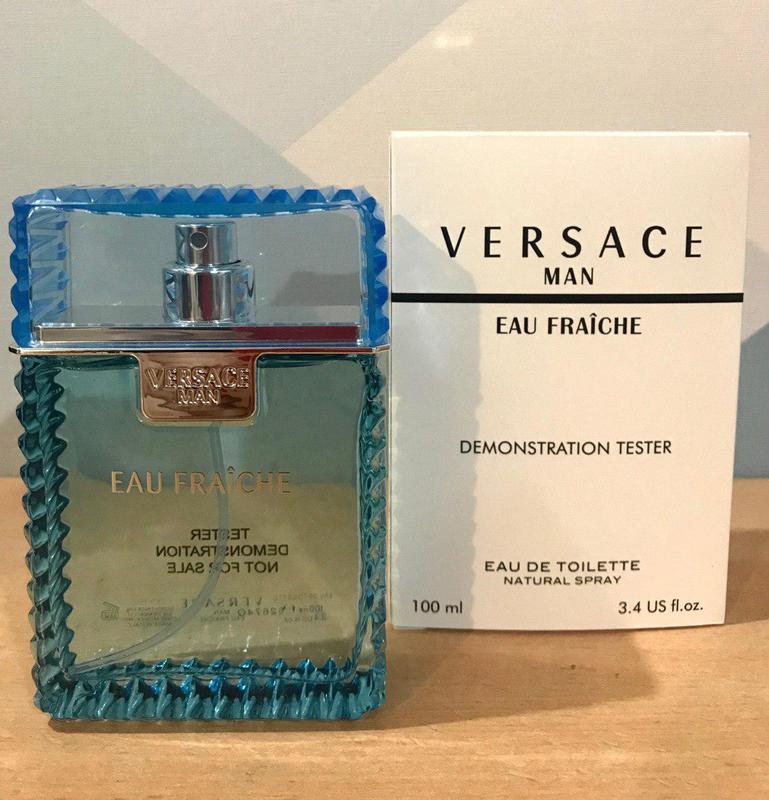 VERSACE
MAN
EAU FRAÎCHE
TESTER
DEMONSTRATION
NOT FOR SALE
VERSACE
MAN
EAU FRAÎCHE
DEMONSTRATION TESTER
EAU DE TOILETTE
NATURAL SPRAY
100 ml 3.4 US fl.oz.